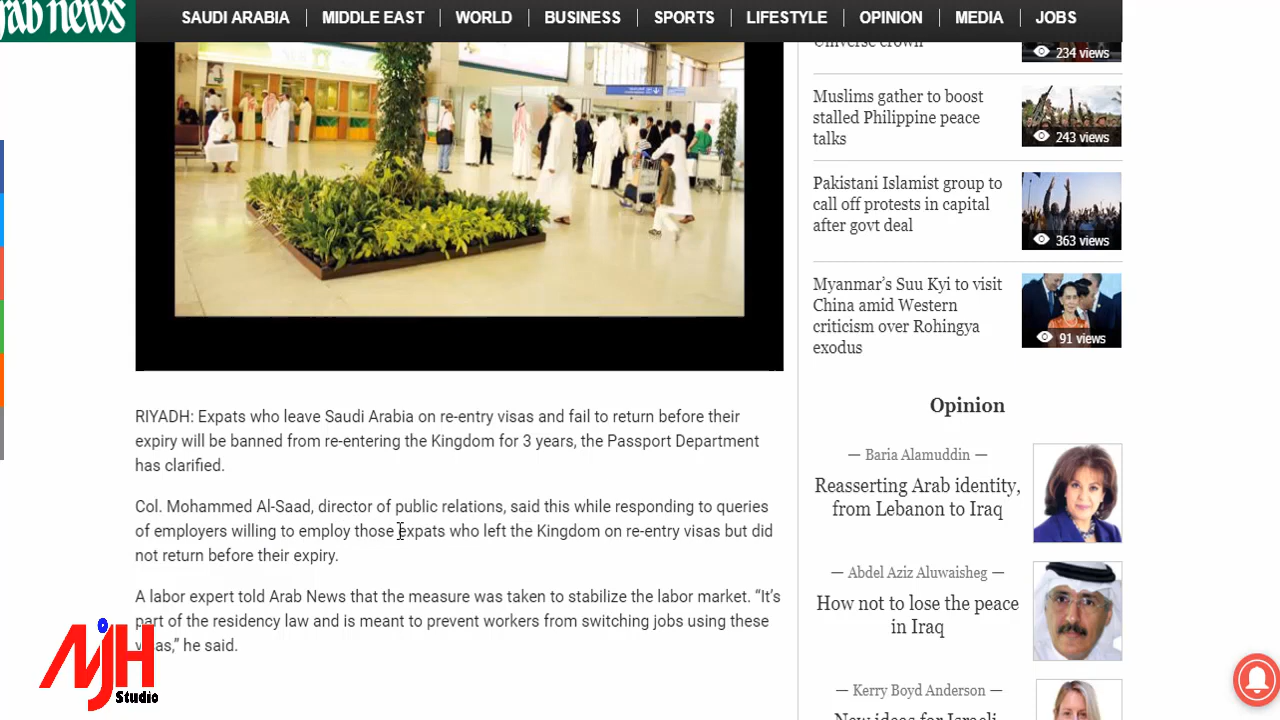 rab news
SAUDI ARABIA
MIDDLE EAST
WORLD
BUSINESS
SPORTS
LIFESTYLE
OPINION
MEDIA
JOBS
Universe crown
234 views
Muslims gather to boost
stalled Philippine peace
talks
243 views
Pakistani Islamist group to
call off protests in capital
after govt deal
363 views
Myanmar’s Suu Kyi to visit
China amid Western
criticism over Rohingya
exodus
91 views
RIYADH: Expats who leave Saudi Arabia on re-entry visas and fail to return before their
expiry will be banned from re-entering the Kingdom for 3 years, the Passport Department
has clarified.
Col. Mohammed Al-Saad, director of public relations, said this while responding to queries
of employers willing to employ those expats who left the Kingdom on re-entry visas but did
not return before their expiry.
A labor expert told Arab News that the measure was taken to stabilize the labor market. “It’s
part of the residency law and is meant to prevent workers from switching jobs using these
visas,” he said.
Opinion
— Baria Alamuddin —
Reasserting Arab identity,
from Lebanon to Iraq
— Abdel Aziz Aluwaisheg —
How not to lose the peace
in Iraq
— Kerry Boyd Anderson —
New ideas for Israeli
AJH
Studio